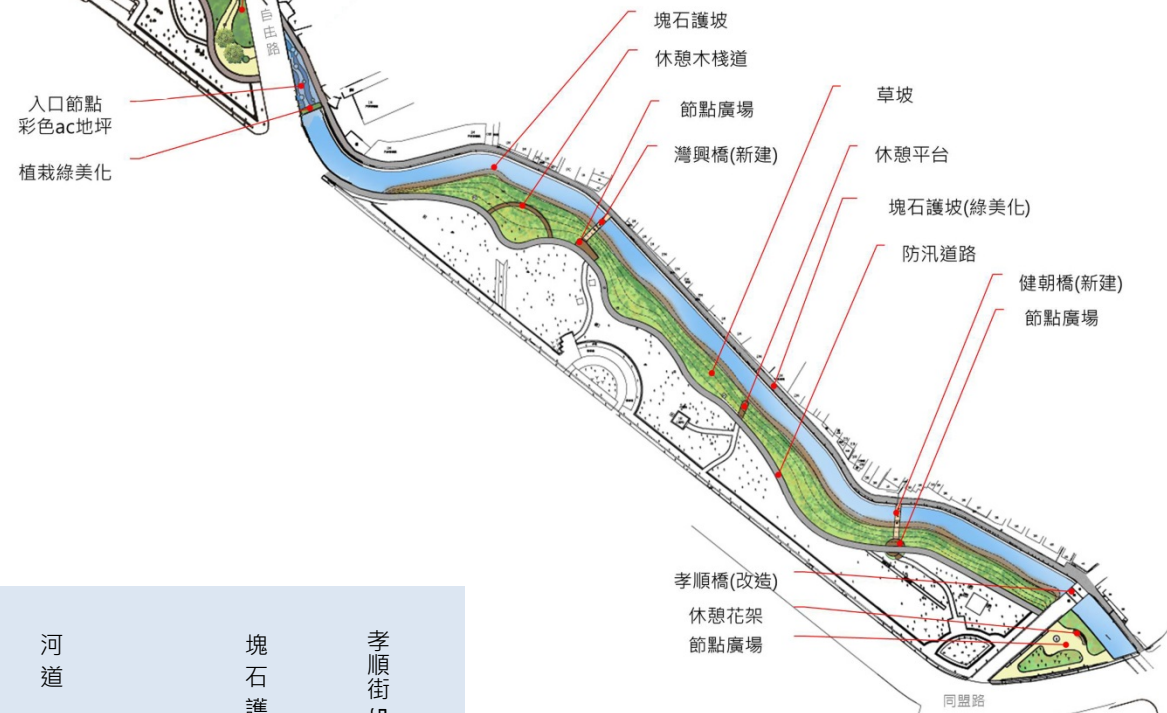 自由路
入口節點
彩色ac地坪
植栽綠美化
塊石護坡
休憩木棧道
節點廣場
灣興橋(新建)
草坡
休憩平台
塊石護坡(綠美化)
防汛道路
健朝橋(新建)
節點廣場
孝順橋(改造)
休憩花架
節點廣場
同盟路
河道
塊石護
孝順街